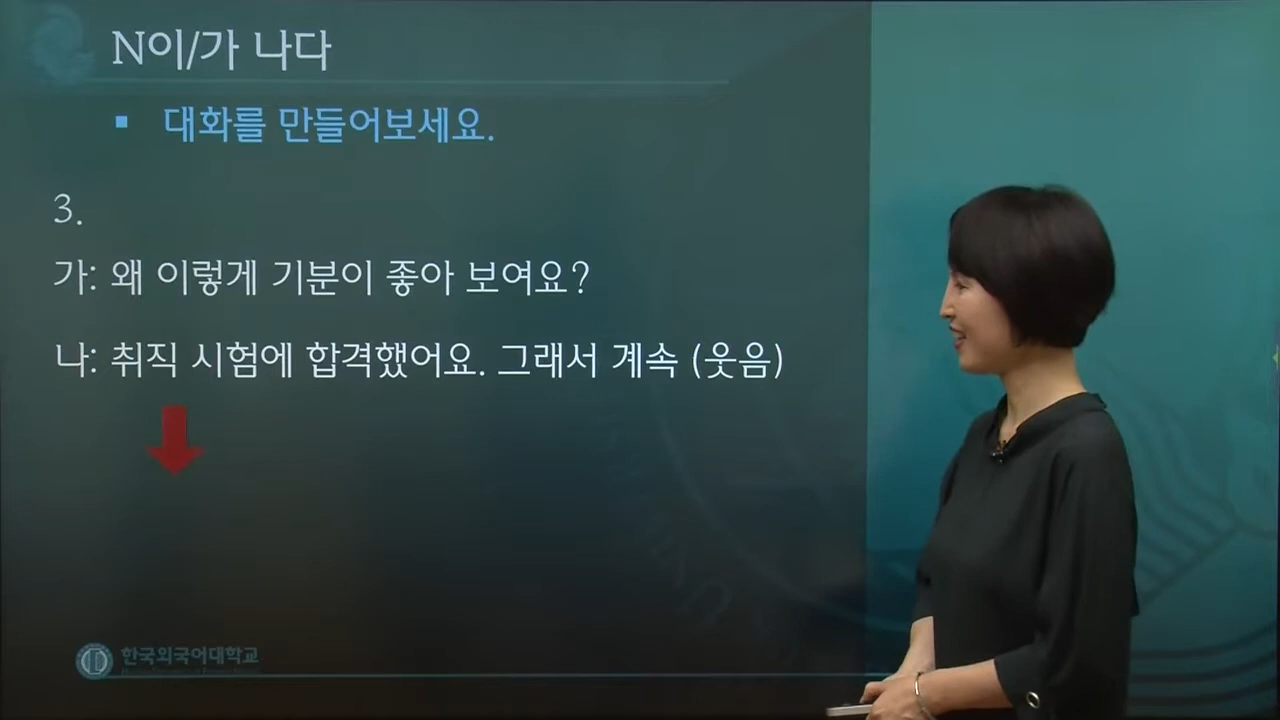 N이/가 나다
▪ 대화를 만들어보세요.
3.
가: 왜 이렇게 기분이 좋아 보여요?
나: 취직 시험에 합격했어요. 그래서 계속 (웃음)
한국외국어대학교